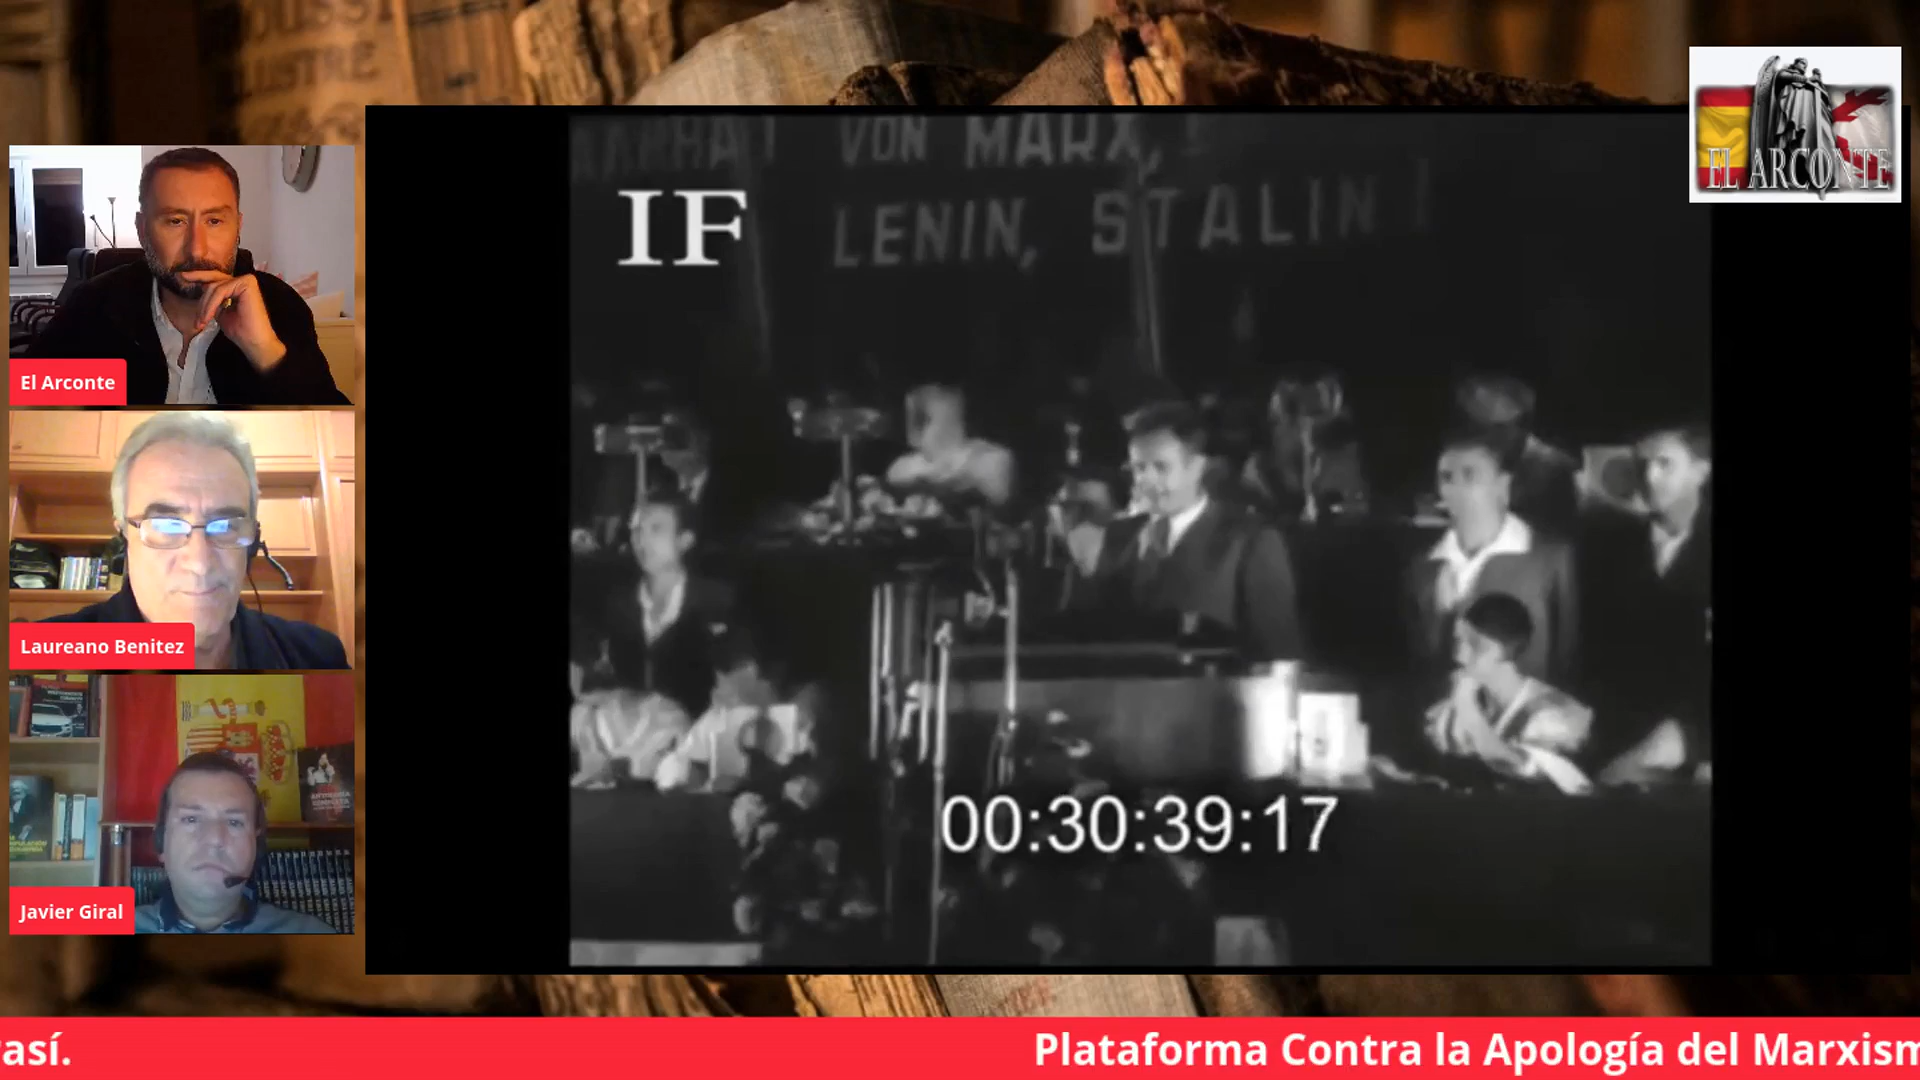 VON MARX,
LENIN, STALIN!
IF
EL ARCONTE
El Arconte
Laureano Benitez
Javier Giral
00:30:39:17
así.
Plataforma Contra la Apología del Marxism